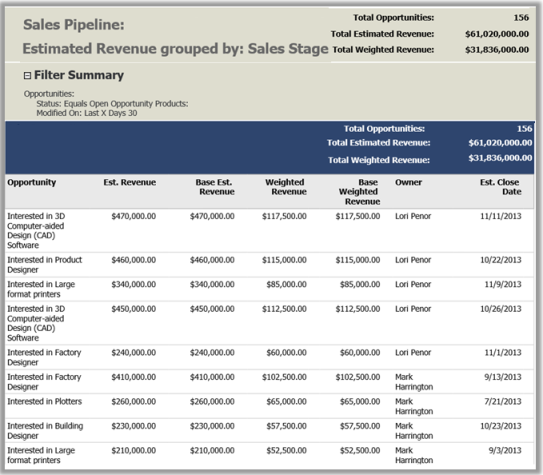 Sales Pipeline:
Estimated Revenue grouped by: Sales Stage
Total Opportunities: 156
Total Estimated Revenue: $61,020,000.00
Total Weighted Revenue: $31,836,000.00
Filter Summary
Opportunities:
Status: Equals Open Opportunity Products:
Modified On: Last X Days 30
Total Opportunities: 156
Total Estimated Revenue: $61,020,000.00
Total Weighted Revenue: $31,836,000.00
Opportunity Est. Revenue Base Est. Weighted Base Owner Est. Close
Revenue Revenue Weighted Date
Revenue
Interested in 3D $470,000.00 $470,000.00 $117,500.00 $117,500.00 Lori Penor 11/11/2013
Computer-aided
Design (CAD)
Software
Interested in Product $460,000.00 $460,000.00 $115,000.00 $115,000.00 Lori Penor 10/22/2013
Designer
Interested in Large $340,000.00 $340,000.00 $85,000.00 $85,000.00 Lori Penor 11/9/2013
format printers
Interested in 3D $450,000.00 $450,000.00 $112,500.00 $112,500.00 Lori Penor 10/26/2013
Computer-aided
Design (CAD)
Software
Interested in Factory $240,000.00 $240,000.00 $60,000.00 $60,000.00 Lori Penor 11/1/2013
Designer
Interested in Factory $410,000.00 $410,000.00 $102,500.00 $102,500.00 Mark 9/13/2013
Designer Harrington
Interested in Plotters $260,000.00 $260,000.00 $65,000.00 $65,000.00 Mark 7/21/2013
Harrington
Interested in Building $230,000.00 $230,000.00 $57,500.00 $57,500.00 Mark 10/23/2013
Designer Harrington
Interested in Large $210,000.00 $210,000.00 $52,500.00 $52,500.00 Mark 9/3/2013
format printers Harrington